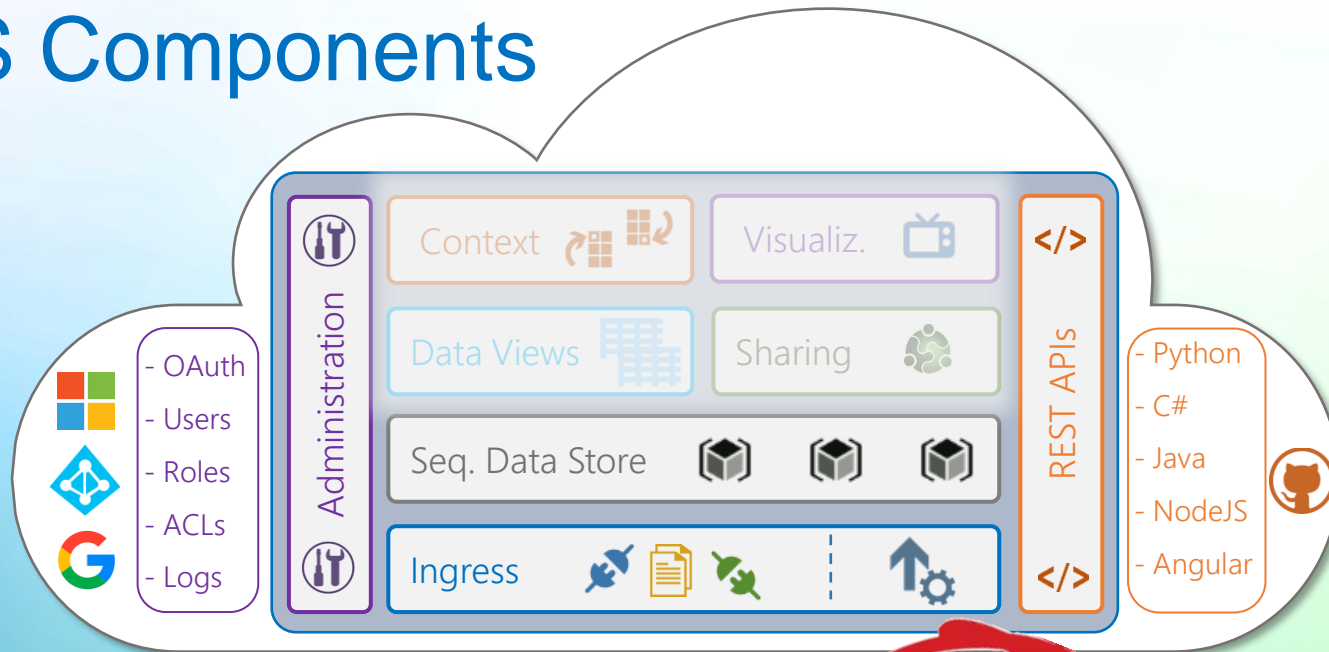 S Components
Context
Visualiz.
</>
Administration
Data Views
Sharing
REST APIs
Seq. Data Store
Ingress
</>
- OAuth
- Users
- Roles
- ACLs
- Logs
- Python
- C#
- Java
- NodeJS
- Angular